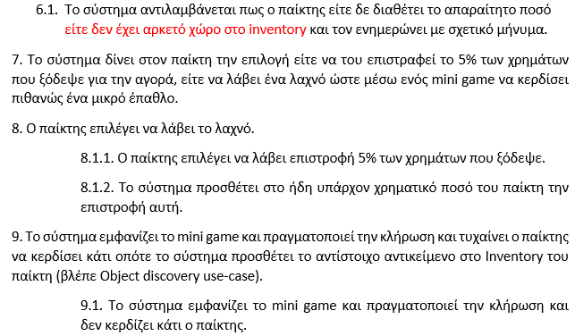 6.1. Το σύστημα αντιλαμβάνεται πως ο παίκτης είτε δε διαθέτει το απαραίτητο ποσό
είτε δεν έχει αρκετό χώρο στο inventory και τον ενημερώνει με σχετικό μήνυμα.
7. Το σύστημα δίνει στον παίκτη την επιλογή είτε να του επιστραφεί το 5% των χρημάτων
που ξόδεψε για την αγορά, είτε να λάβει ένα λαχνό ώστε μέσω ενός mini game να κερδίσει
πιθανώς ένα μικρό έπαθλο.
8. Ο παίκτης επιλέγει να λάβει το λαχνό.
8.1.1. Ο παίκτης επιλέγει να λάβει επιστροφή 5% των χρημάτων που ξόδεψε.
8.1.2. Το σύστημα προσθέτει στο ήδη υπάρχον χρηματικό ποσό του παίκτη την
επιστροφή αυτή.
9. Το σύστημα εμφανίζει το mini game και πραγματοποιεί την κλήρωση και τυχαίνει ο παίκτης
να κερδίσει κάτι οπότε το σύστημα προσθέτει το αντίστοιχο αντικείμενο στο Inventory του
παίκτη (βλέπε Object discovery use-case).
9.1. Το σύστημα εμφανίζει το mini game και πραγματοποιεί την κλήρωση και
δεν κερδίζει κάτι ο παίκτης.